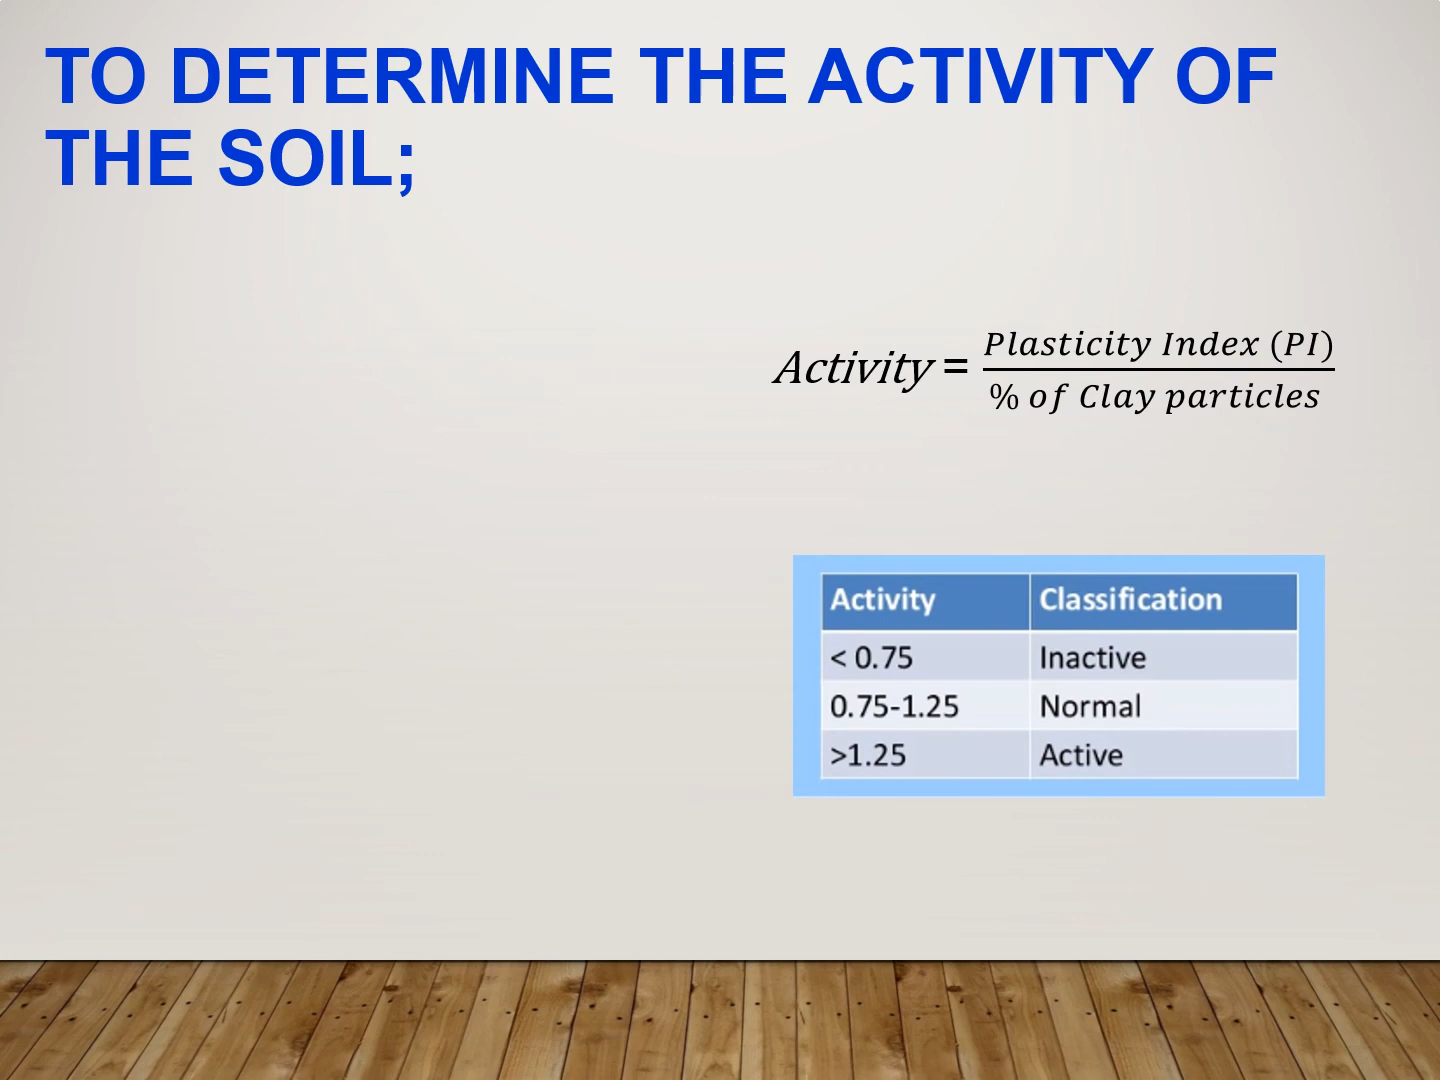 TO DETERMINE THE ACTIVITY OF
THE SOIL;
Activity = Plasticity Index (PI)
% of Clay particles
Activity Classification
< 0.75 Inactive
0.75-1.25 Normal
>1.25 Active